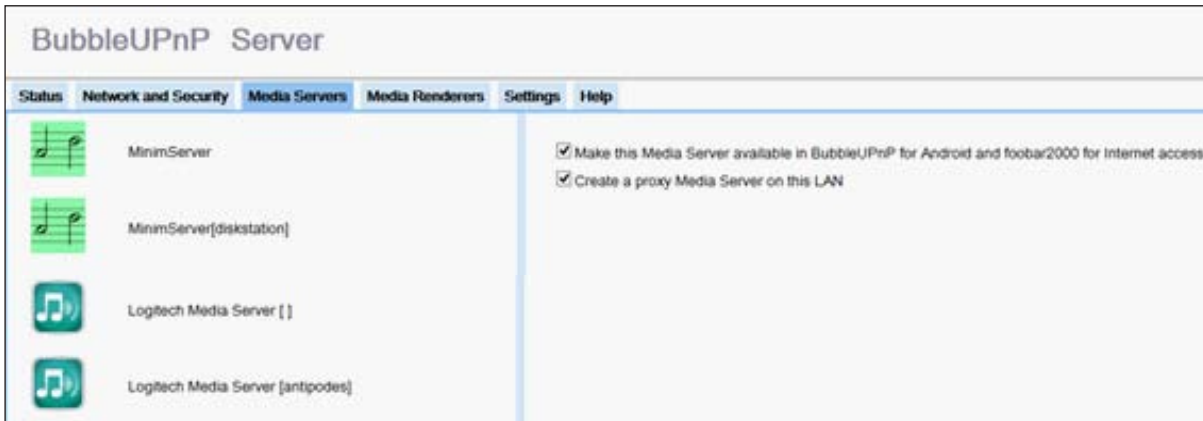 BubbleUPnP Server
Status Network and Security Media Servers Media Renderers Settings Help
MinimServer
MinimServer[diskstation]
Logitech Media Server [ ]
Logitech Media Server [antipodes]
Make this Media Server available in BubbleUPnP for Android and foobar2000 for Internet access
Create a proxy Media Server on this LAN